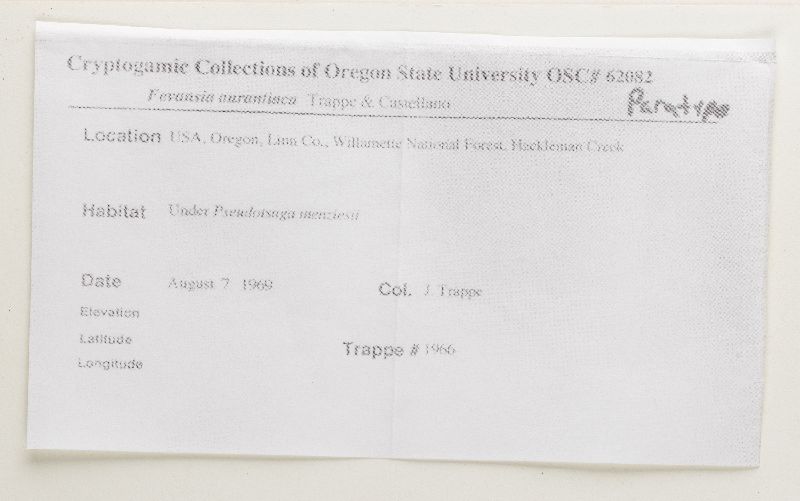 Cryptogamic Collections of Oregon State University OSC# 62082
Fevansia aurantiaca Trappe & Castellano
Paratype
Location USA, Oregon, Linn Co., Willamette National Forest, Hackleman Creek
Habitat Under Pseudotsuga menziesii
Date August 7 1969 Col. J. Trappe
Elevation
Latitude
Trappe # 1966
Longitude